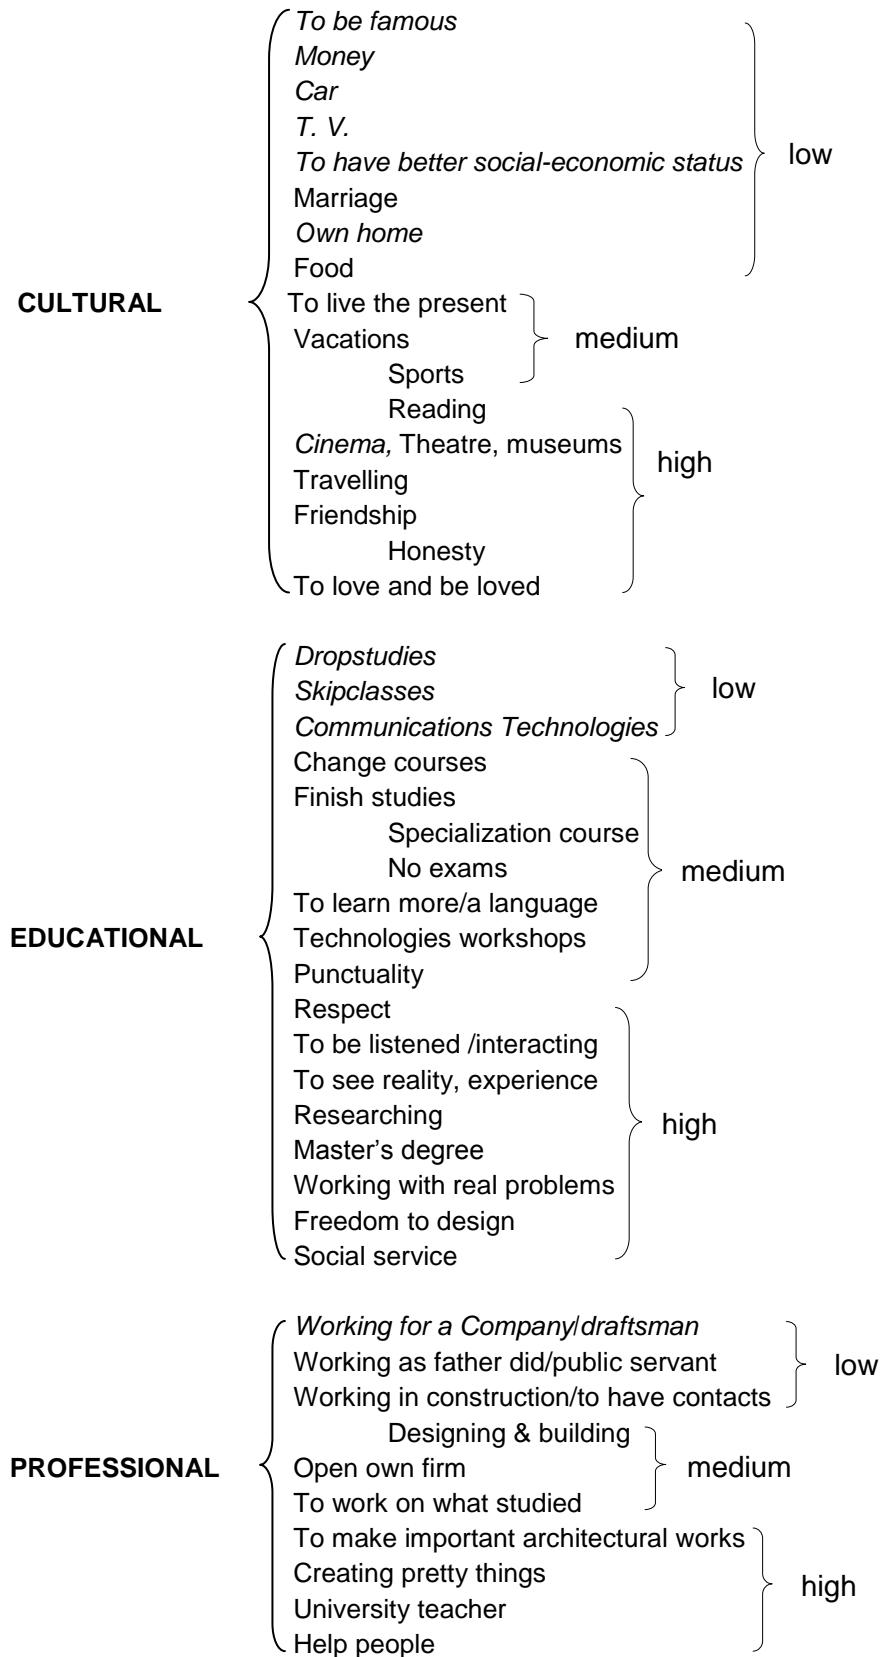 To be famous
Money
Car
T. V.
To have better social-economic status
low
Marriage
Own home
Food
CULTURAL
To live the present
Vacations
medium
Sports
Reading
Cinema, Theatre, museums
high
Travelling
Friendship
Honesty
To love and be loved
Dropstudies
Skipclasses
low
Communications Technologies
Change courses
Finish studies
Specialization course
No exams
medium
To learn more/a language
EDUCATIONAL
Technologies workshops
Punctuality
Respect
To be listened /interacting
To see reality, experience
Researching
high
Master's degree
Working with real problems
Freedom to design
Social service
Working for a Company/draftsman
Working as father did/public servant
low
Working in construction/to have contacts
Designing & building
PROFESSIONAL
Open own firm
medium
To work on what studied
To make important architectural works
Creating pretty things
high
University teacher
Help people